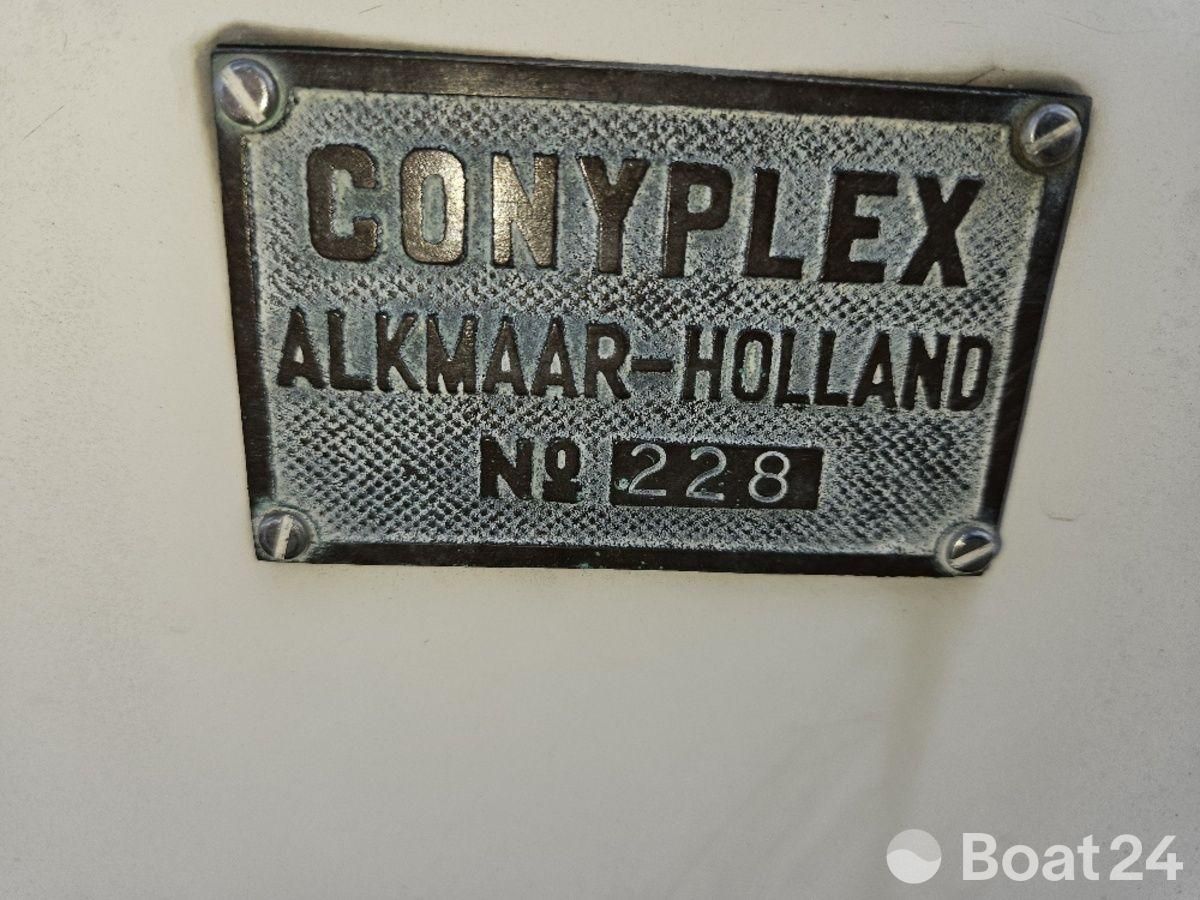 CONYPLEX
ALKMAAR-HOLLAND
Nº 228
Boat24